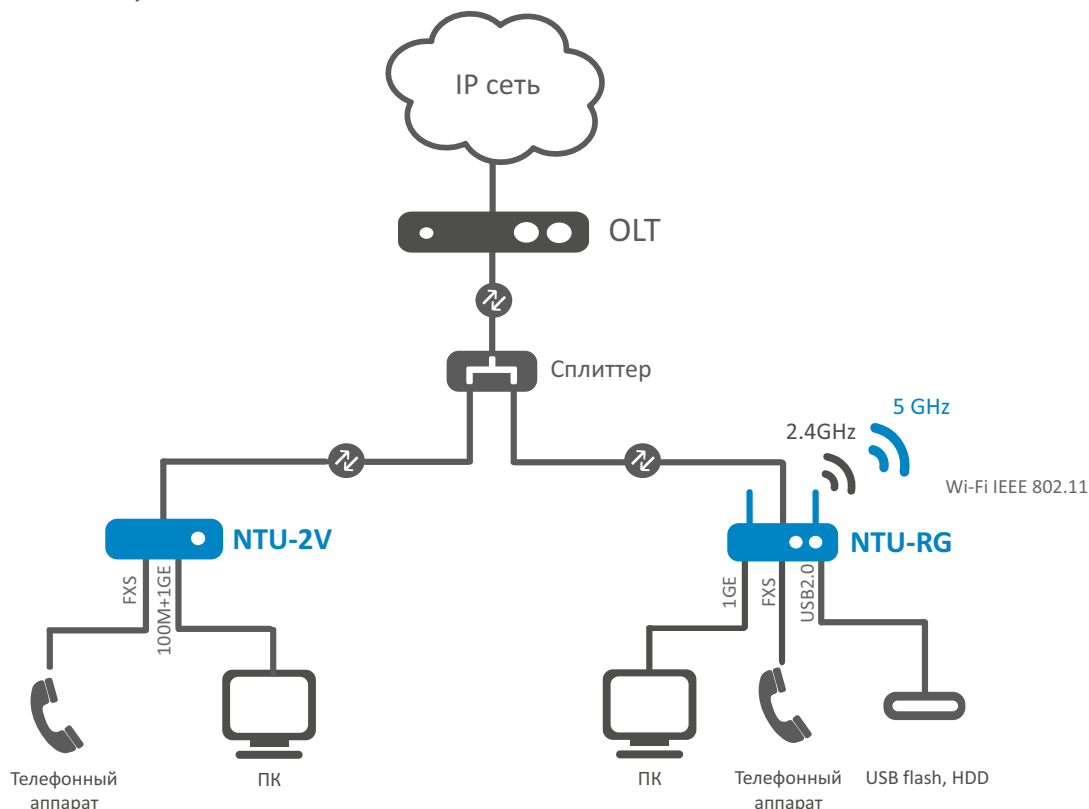 IP сеть
OLT
Сплиттер
5 GHz
2.4GHz
Wi-Fi IEEE 802.11
NTU-2V
NTU-RG
FXS
100M+1GE
1GE
FXS
USB2.0
Телефонный
аппарат
ПК
ПК
Телефонный
аппарат
USB flash, HDD